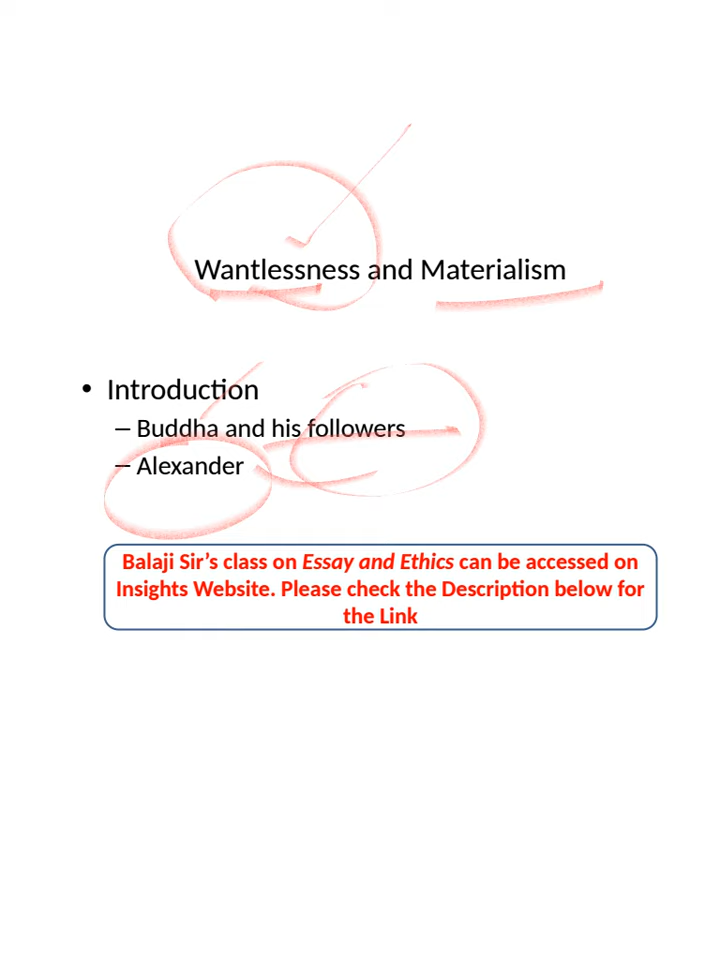 Wantlessness and Materialism
• Introduction
– Buddha and his followers
– Alexander
Balaji Sir’s class on Essay and Ethics can be accessed on
Insights Website. Please check the Description below for
the Link